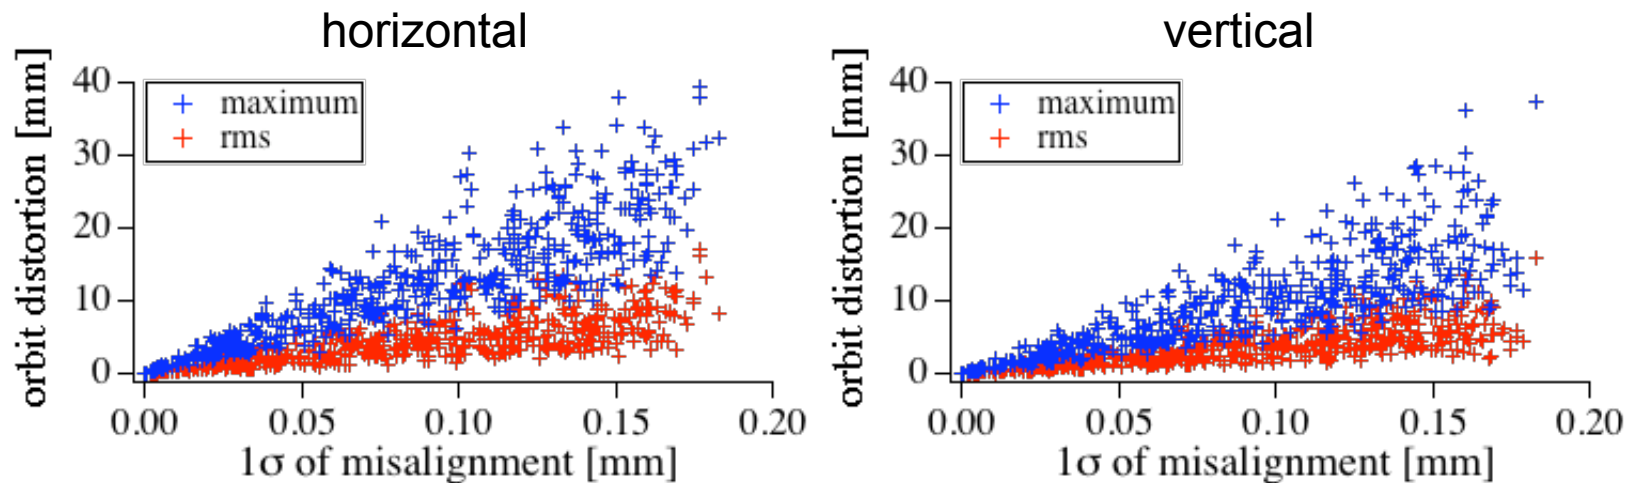 horizontal
orbit distortion [mm]
40
30
20
10
0
maximum
rms
0.00 0.05 0.10 0.15 0.20
1σ of misalignment [mm]
vertical
orbit distortion [mm]
40
30
20
10
0
maximum
rms
0.00 0.05 0.10 0.15 0.20
1σ of misalignment [mm]